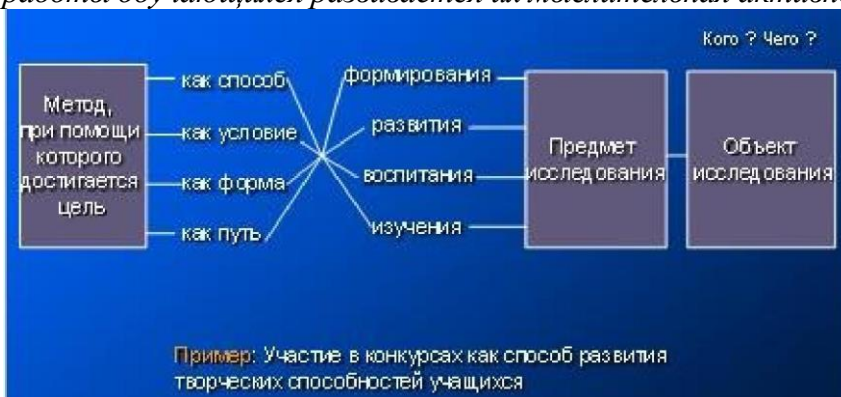 работы обучающихся развивается их мыслительная
Кого ? Чего ?
Метод,
при помощи
которого
достигается
цель
как способ
как условие
как форма
как путь
формирования
развития
воспитания
изучения
Предмет
исследования
Объект
исследования
Пример: Участие в конкурсах как способ развития
творческих способностей учащихся